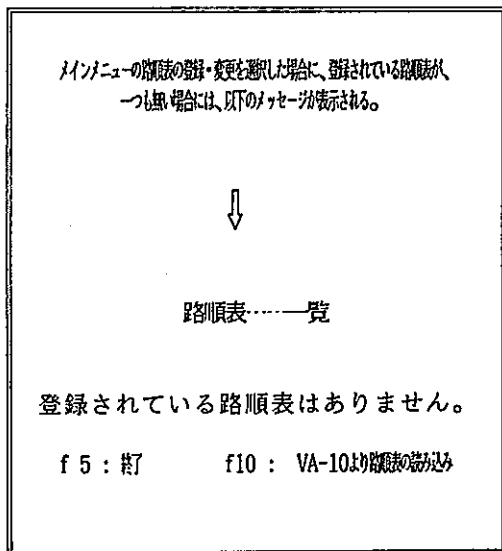 メインメニューの路順表の登録・変更を選択した場合に、登録されている路順表が、
一つも無い場合には、以下のメッセージが表示される。
⇩
路順表……一覧
登録されている路順表はありません。
f 5 : 終了 f10 : VA-10より路順表の読み込み